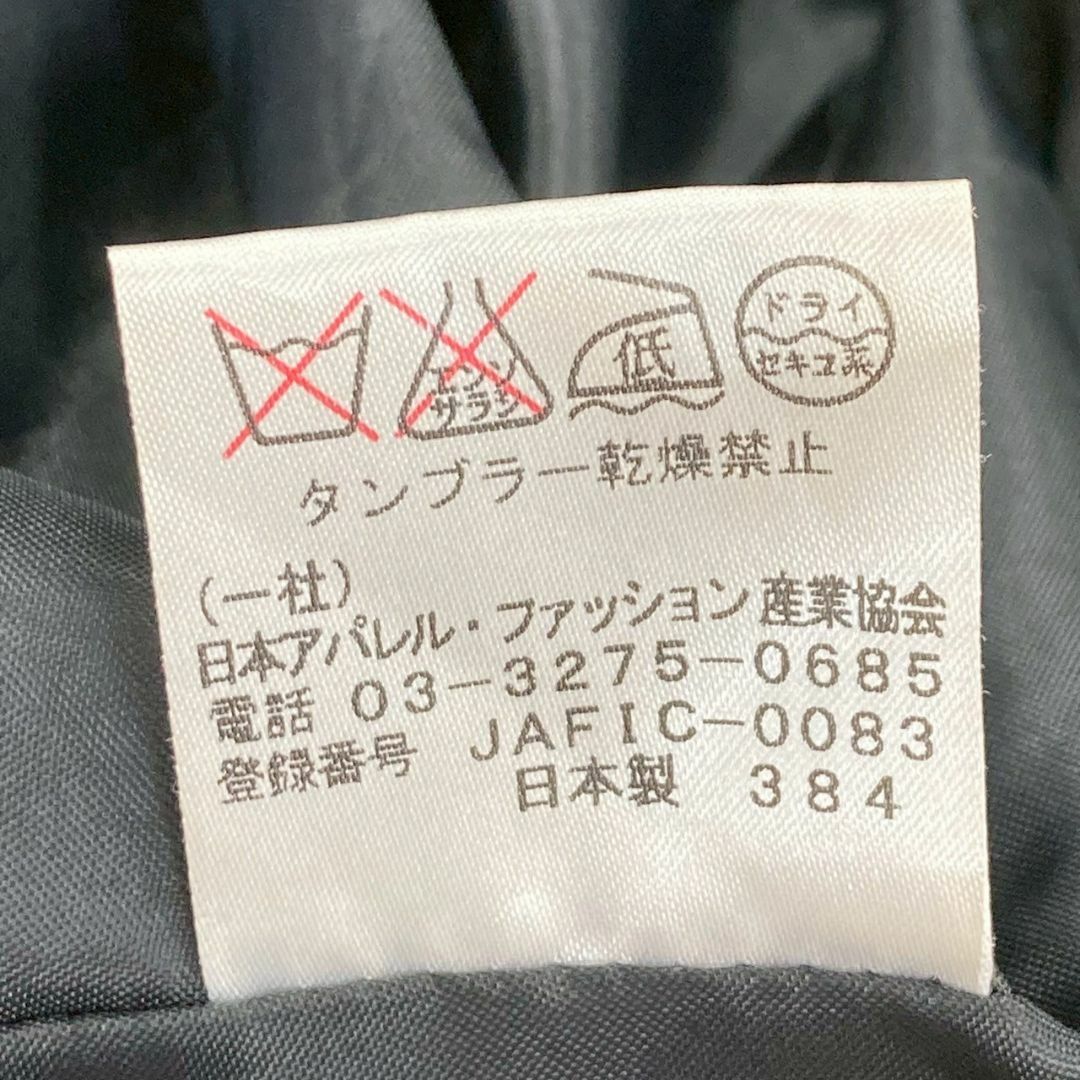 エンソ
サラシ
低
ドライ
セキユ系
タンブラー乾燥禁止
(一社)
日本アパレル・ファッション産業協会
電話 03-3275-0685
登録番号 JAFIC-0083
日本製 384